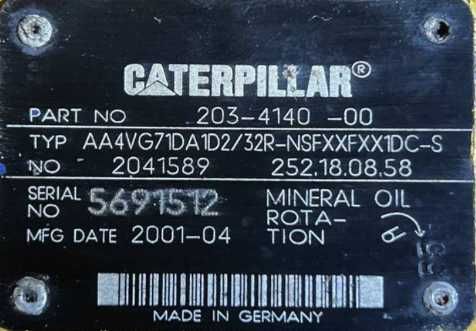 CATERPILLAR®
PART NO 203-4140 -00
TYP AA4VG71DA1D2/32R-NSFXXFXX1DC-S
NO 2041589 252.18.08.58
SERIAL NO 5691512 MINERAL OIL
MFG DATE 2001-04 ROTA-TION
MADE IN GERMANY